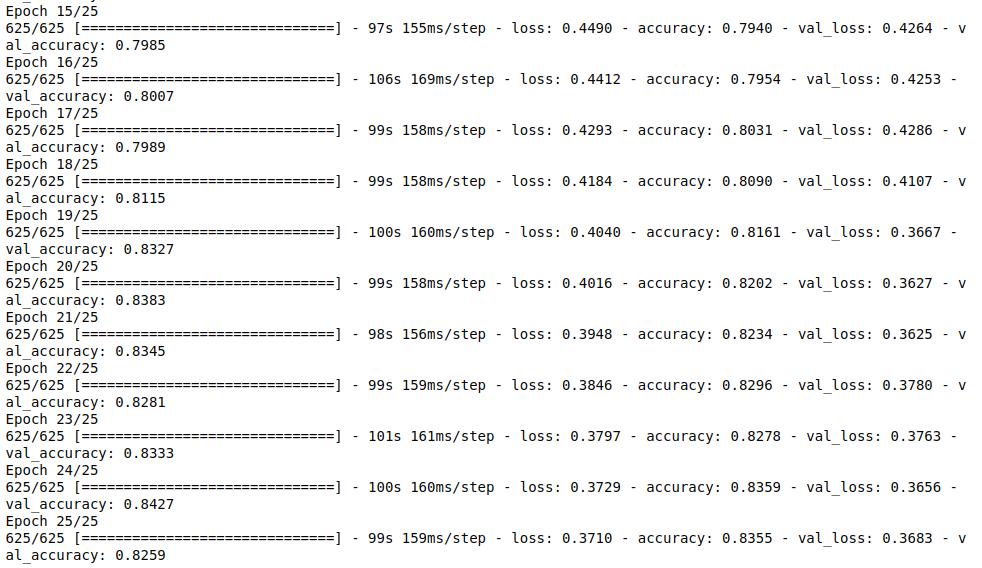 Epoch 15/25
625/625 [==============================] - 97s 155ms/step - loss: 0.4490 - accuracy: 0.7940 - val_loss: 0.4264 - v
al_accuracy: 0.7985
Epoch 16/25
625/625 [==============================] - 106s 169ms/step - loss: 0.4412 - accuracy: 0.7954 - val_loss: 0.4253 -
val_accuracy: 0.8007
Epoch 17/25
625/625 [==============================] - 99s 158ms/step - loss: 0.4293 - accuracy: 0.8031 - val_loss: 0.4286 - v
al_accuracy: 0.7989
Epoch 18/25
625/625 [==============================] - 99s 158ms/step - loss: 0.4184 - accuracy: 0.8090 - val_loss: 0.4107 - v
al_accuracy: 0.8115
Epoch 19/25
625/625 [==============================] - 100s 160ms/step - loss: 0.4040 - accuracy: 0.8161 - val_loss: 0.3667 -
val_accuracy: 0.8327
Epoch 20/25
625/625 [==============================] - 99s 158ms/step - loss: 0.4016 - accuracy: 0.8202 - val_loss: 0.3627 - v
al_accuracy: 0.8383
Epoch 21/25
625/625 [==============================] - 98s 156ms/step - loss: 0.3948 - accuracy: 0.8234 - val_loss: 0.3625 - v
al_accuracy: 0.8345
Epoch 22/25
625/625 [==============================] - 99s 159ms/step - loss: 0.3846 - accuracy: 0.8296 - val_loss: 0.3780 - v
al_accuracy: 0.8281
Epoch 23/25
625/625 [==============================] - 101s 161ms/step - loss: 0.3797 - accuracy: 0.8278 - val_loss: 0.3763 -
val_accuracy: 0.8333
Epoch 24/25
625/625 [==============================] - 100s 160ms/step - loss: 0.3729 - accuracy: 0.8359 - val_loss: 0.3656 -
val_accuracy: 0.8427
Epoch 25/25
625/625 [==============================] - 99s 159ms/step - loss: 0.3710 - accuracy: 0.8355 - val_loss: 0.3683 - v
al_accuracy: 0.8259